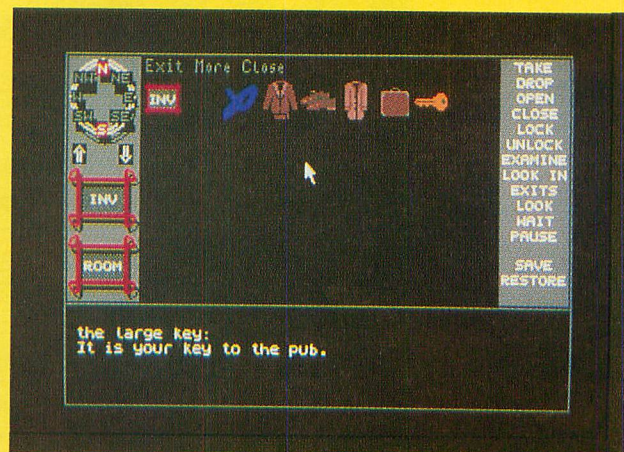 Exit More Close
N
NW NE
W E
SW SE
S
INV
INV
ROOM
TAKE
DROP
OPEN
CLOSE
LOCK
UNLOCK
EXAMINE
LOOK IN
EXITS
LOOK
WAIT
PAUSE
SAVE
RESTORE
the large key:
It is your key to the pub.